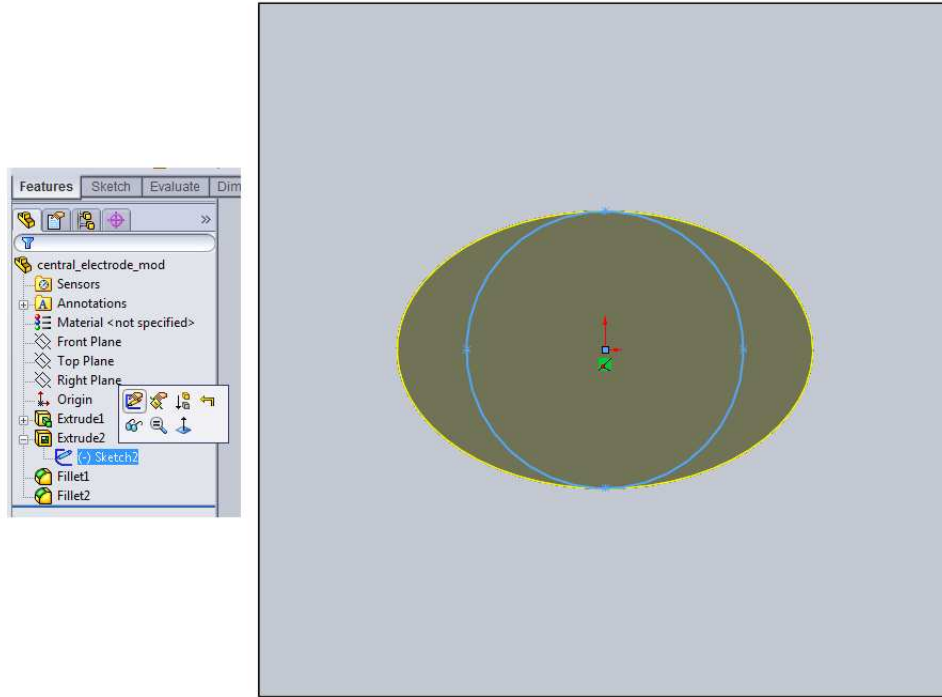 Features Sketch Evaluate Dim
»
central_electrode_mod
Sensors
A Annotations
Material <not specified>
Front Plane
Top Plane
Right Plane
Origin
Extrude1
Extrude2
(-) Sketch2
Fillet1
Fillet2